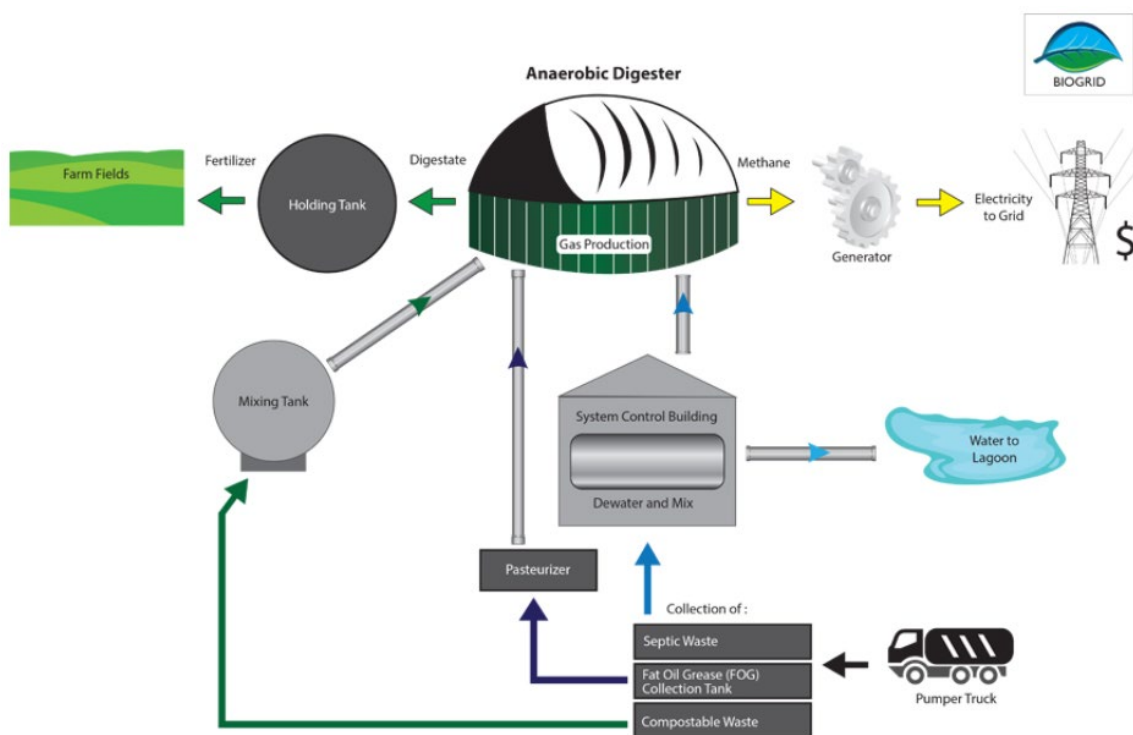 BIOGRID
Anaerobic Digester
Farm Fields
Fertilizer
Holding Tank
Digestate
Gas Production
Methane
Generator
Electricity
to Grid
$
Mixing Tank
System Control Building
Dewater and Mix
Water to
Lagoon
Pasteurizer
Collection of :
Septic Waste
Fat Oil Grease (FOG)
Collection Tank
Compostable Waste
Pumper Truck